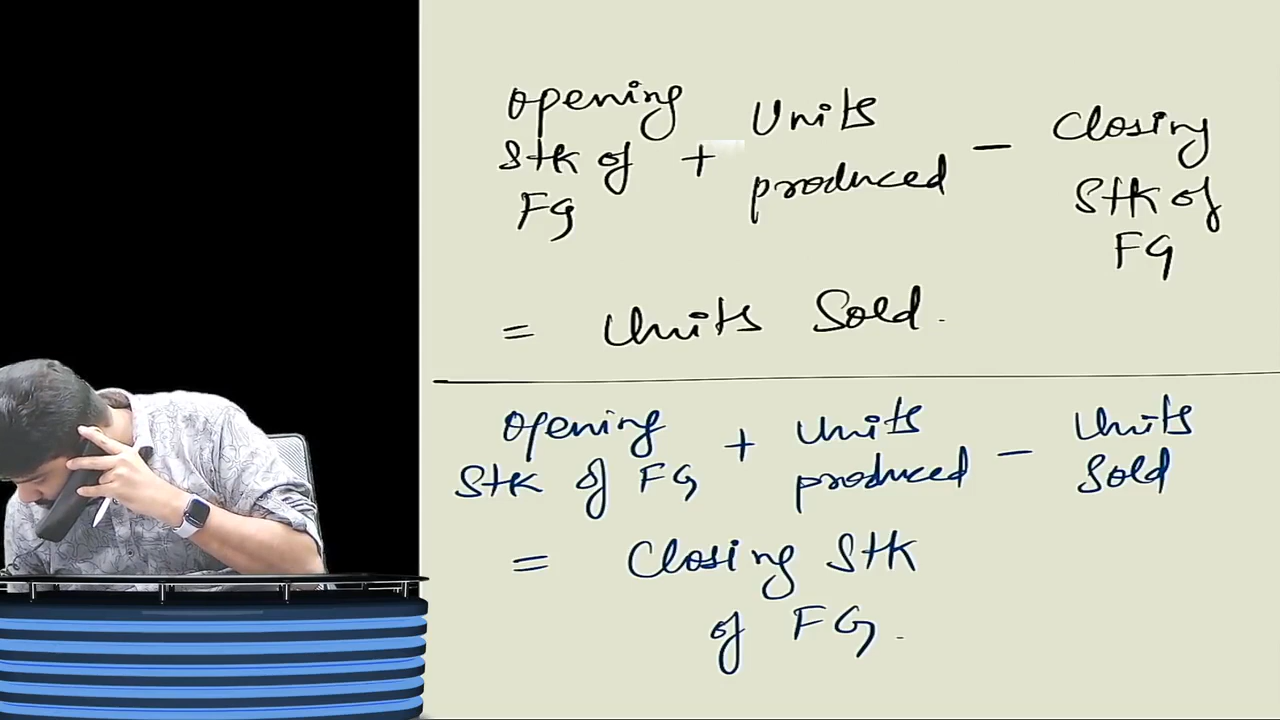 Opening Units Closing
Stk of + produced - Stk of
FG FG
= Units Sold.
Opening + Units - Units
Stk of FG produced Sold
= Closing Stk
of FG.